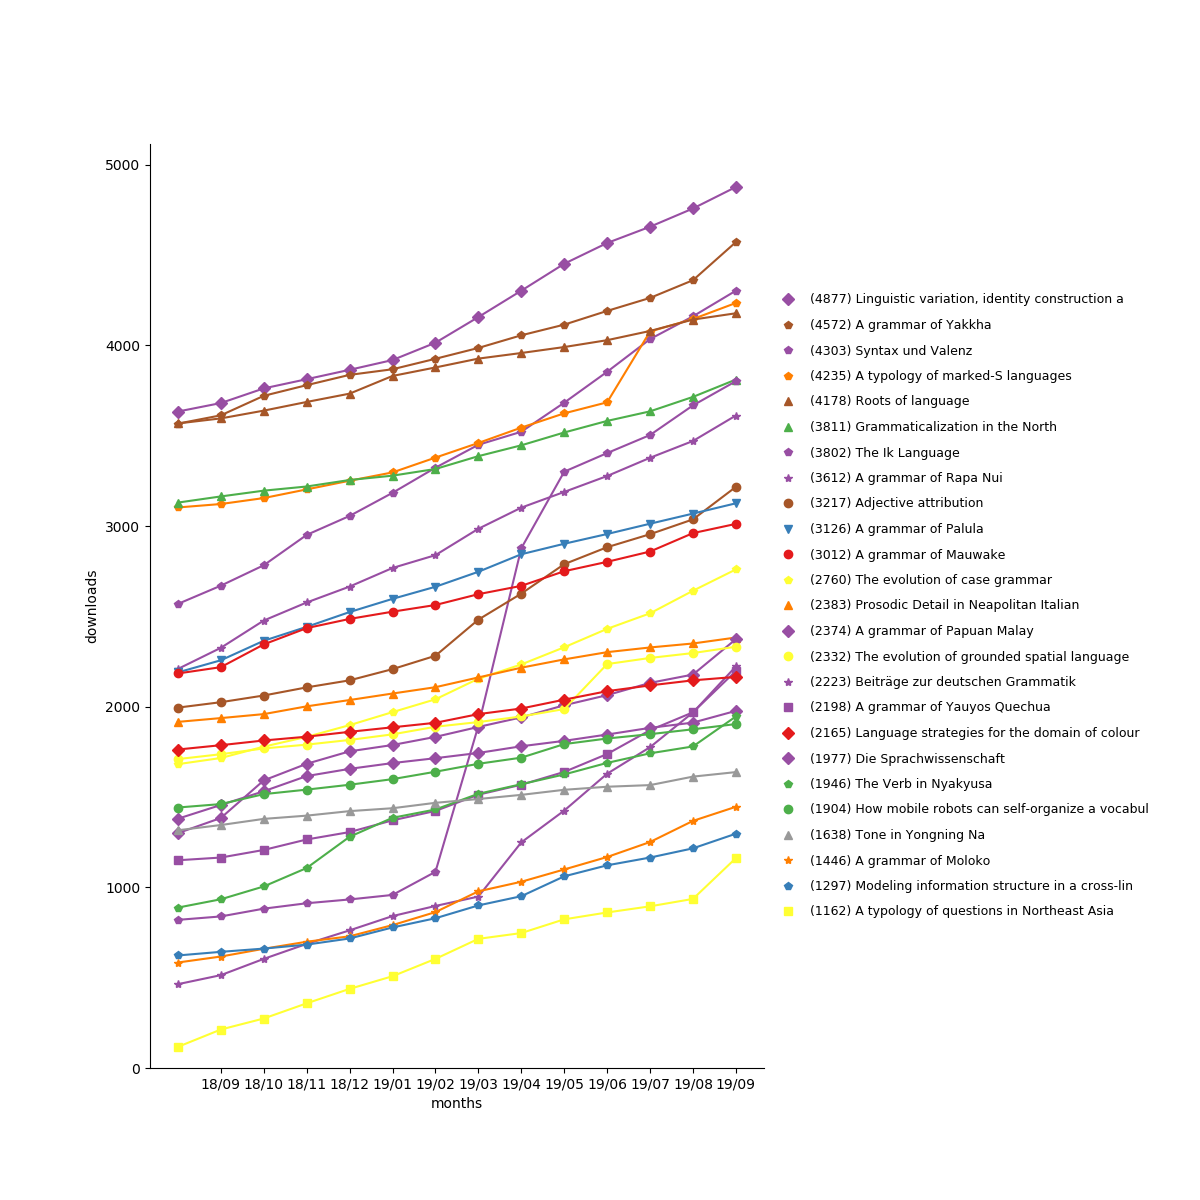 5000
4000
3000
2000
1000
0
downloads
18/09 18/10 18/11 18/12 19/01 19/02 19/03 19/04 19/05 19/06 19/07 19/08 19/09
months
(4877) Linguistic variation, identity construction a
(4572) A grammar of Yakkha
(4303) Syntax und Valenz
(4235) A typology of marked-S languages
(4178) Roots of language
(3811) Grammaticalization in the North
(3802) The Ik Language
(3612) A grammar of Rapa Nui
(3217) Adjective attribution
(3126) A grammar of Palula
(3012) A grammar of Mauwake
(2760) The evolution of case grammar
(2383) Prosodic Detail in Neapolitan Italian
(2374) A grammar of Papuan Malay
(2332) The evolution of grounded spatial language
(2223) Beiträge zur deutschen Grammatik
(2198) A grammar of Yauyos Quechua
(2165) Language strategies for the domain of colour
(1977) Die Sprachwissenschaft
(1946) The Verb in Nyakyusa
(1904) How mobile robots can self-organize a vocabul
(1638) Tone in Yongning Na
(1446) A grammar of Moloko
(1297) Modeling information structure in a cross-lin
(1162) A typology of questions in Northeast Asia